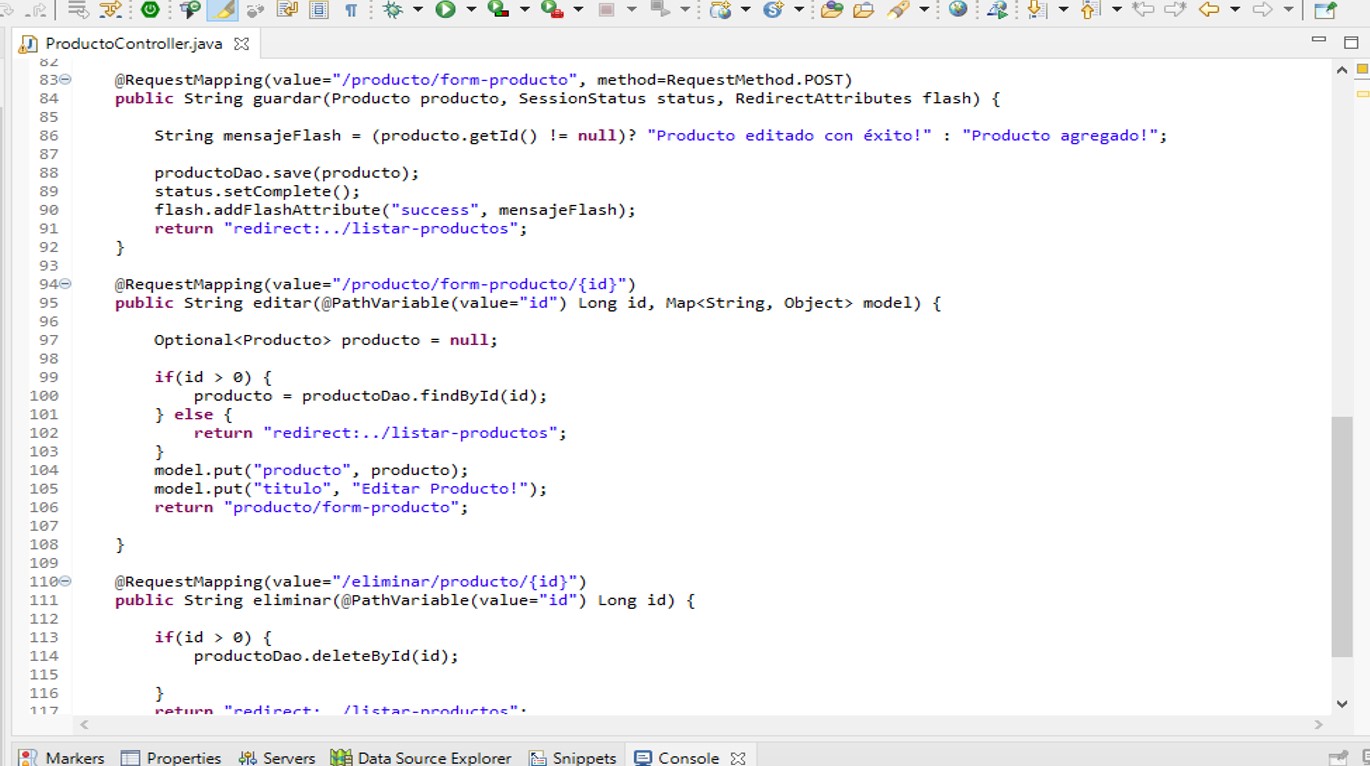 ProductoController.java
82
83 @RequestMapping(value="/producto/form-producto", method=RequestMethod.POST)
84 public String guardar(Producto producto, SessionStatus status, RedirectAttributes flash) {
85
86 String mensajeFlash = (producto.getId() != null)? "Producto editado con éxito!" : "Producto agregado!";
87
88 productoDao.save(producto);
89 status.setComplete();
90 flash.addFlashAttribute("success", mensajeFlash);
91 return "redirect:../listar-productos";
92 }
93
94 @RequestMapping(value="/producto/form-producto/{id}")
95 public String editar(@PathVariable(value="id") Long id, Map<String, Object> model) {
96
97 Optional<Producto> producto = null;
98
99 if(id > 0) {
100 producto = productoDao.findById(id);
101 } else {
102 return "redirect:../listar-productos";
103 }
104 model.put("producto", producto);
105 model.put("titulo", "Editar Producto!");
106 return "producto/form-producto";
107
108 }
109
110 @RequestMapping(value="/eliminar/producto/{id}")
111 public String eliminar(@PathVariable(value="id") Long id) {
112
113 if(id > 0) {
114 productoDao.deleteById(id);
115
116 }
117 return "redirect:../listar-productos";
Markers Properties Servers Data Source Explorer Snippets Console